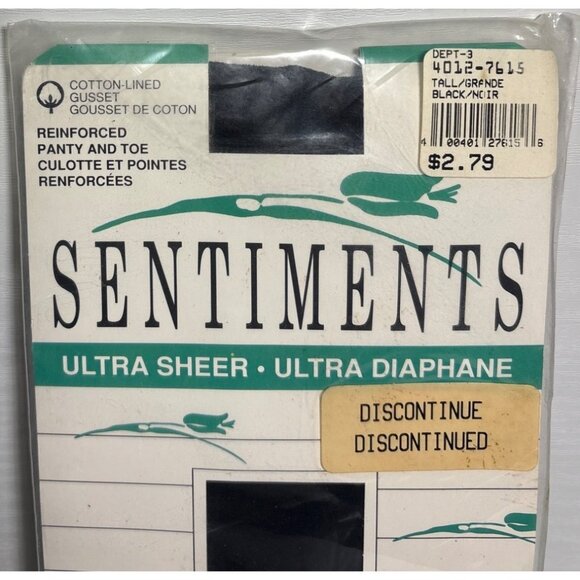 COTTON-LINED
GUSSET
GOUSSET DE COTON
REINFORCED
PANTY AND TOE
CULOTTE ET POINTES
RENFORCÉES
DEPT-3
4012-7615
TALL/GRANDE
BLACK/NOIR
4 00401 27615 6
$2.79
SENTIMENTS
ULTRA SHEER • ULTRA DIAPHANE
DISCONTINUE
DISCONTINUED